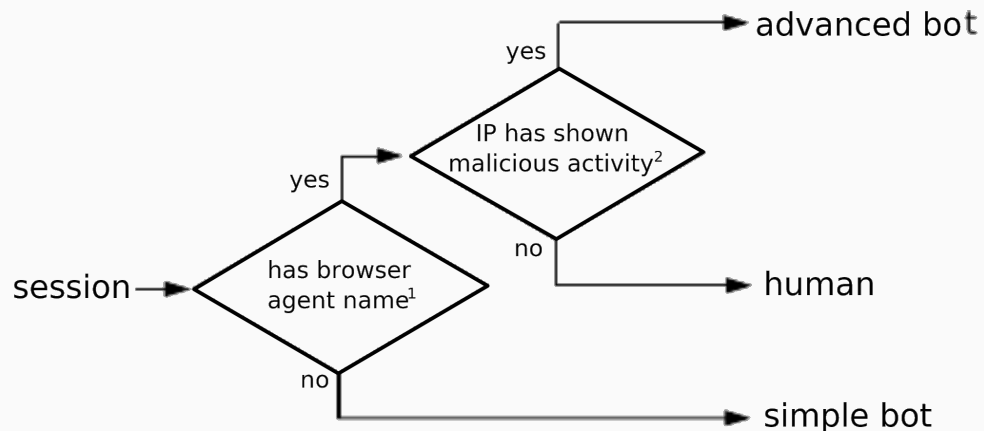 advanced bot
yes
IP has shown
malicious activity²
yes
no
has browser
agent name¹
session
human
no
simple bot